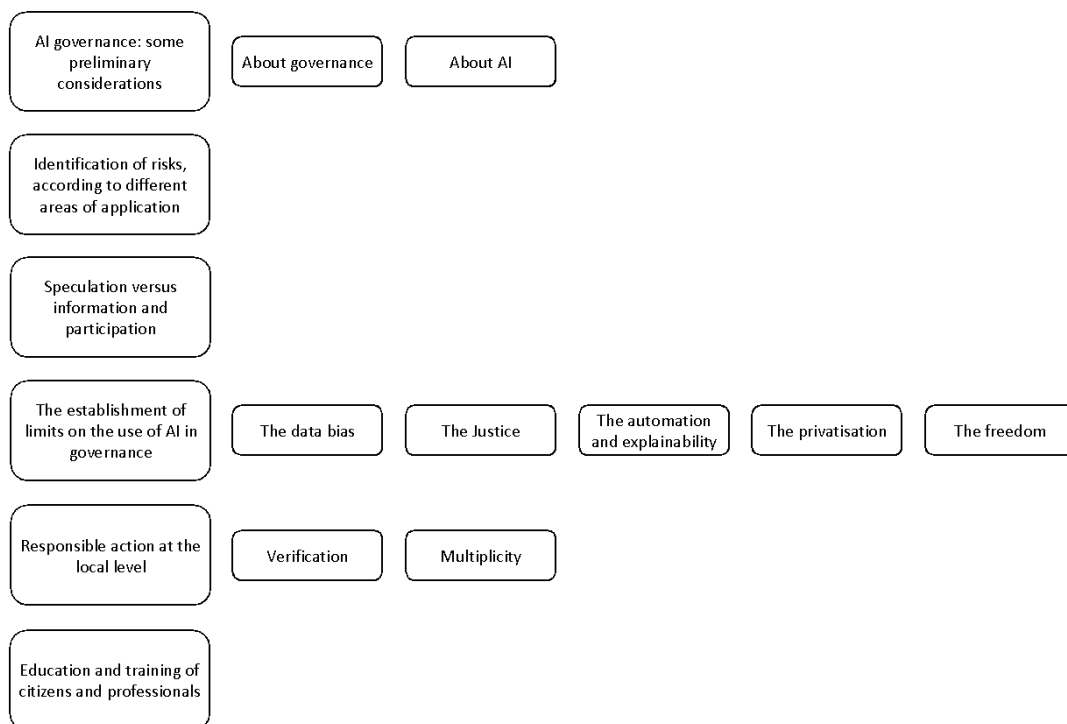 AI governance: some
preliminary
considerations
About governance
About AI
Identification of risks,
according to different
areas of application
Speculation versus
information and
participation
The establishment of
limits on the use of AI in
governance
The data bias
The Justice
The automation
and explainability
The privatisation
The freedom
Responsible action at the
local level
Verification
Multiplicity
Education and training of
citizens and professionals